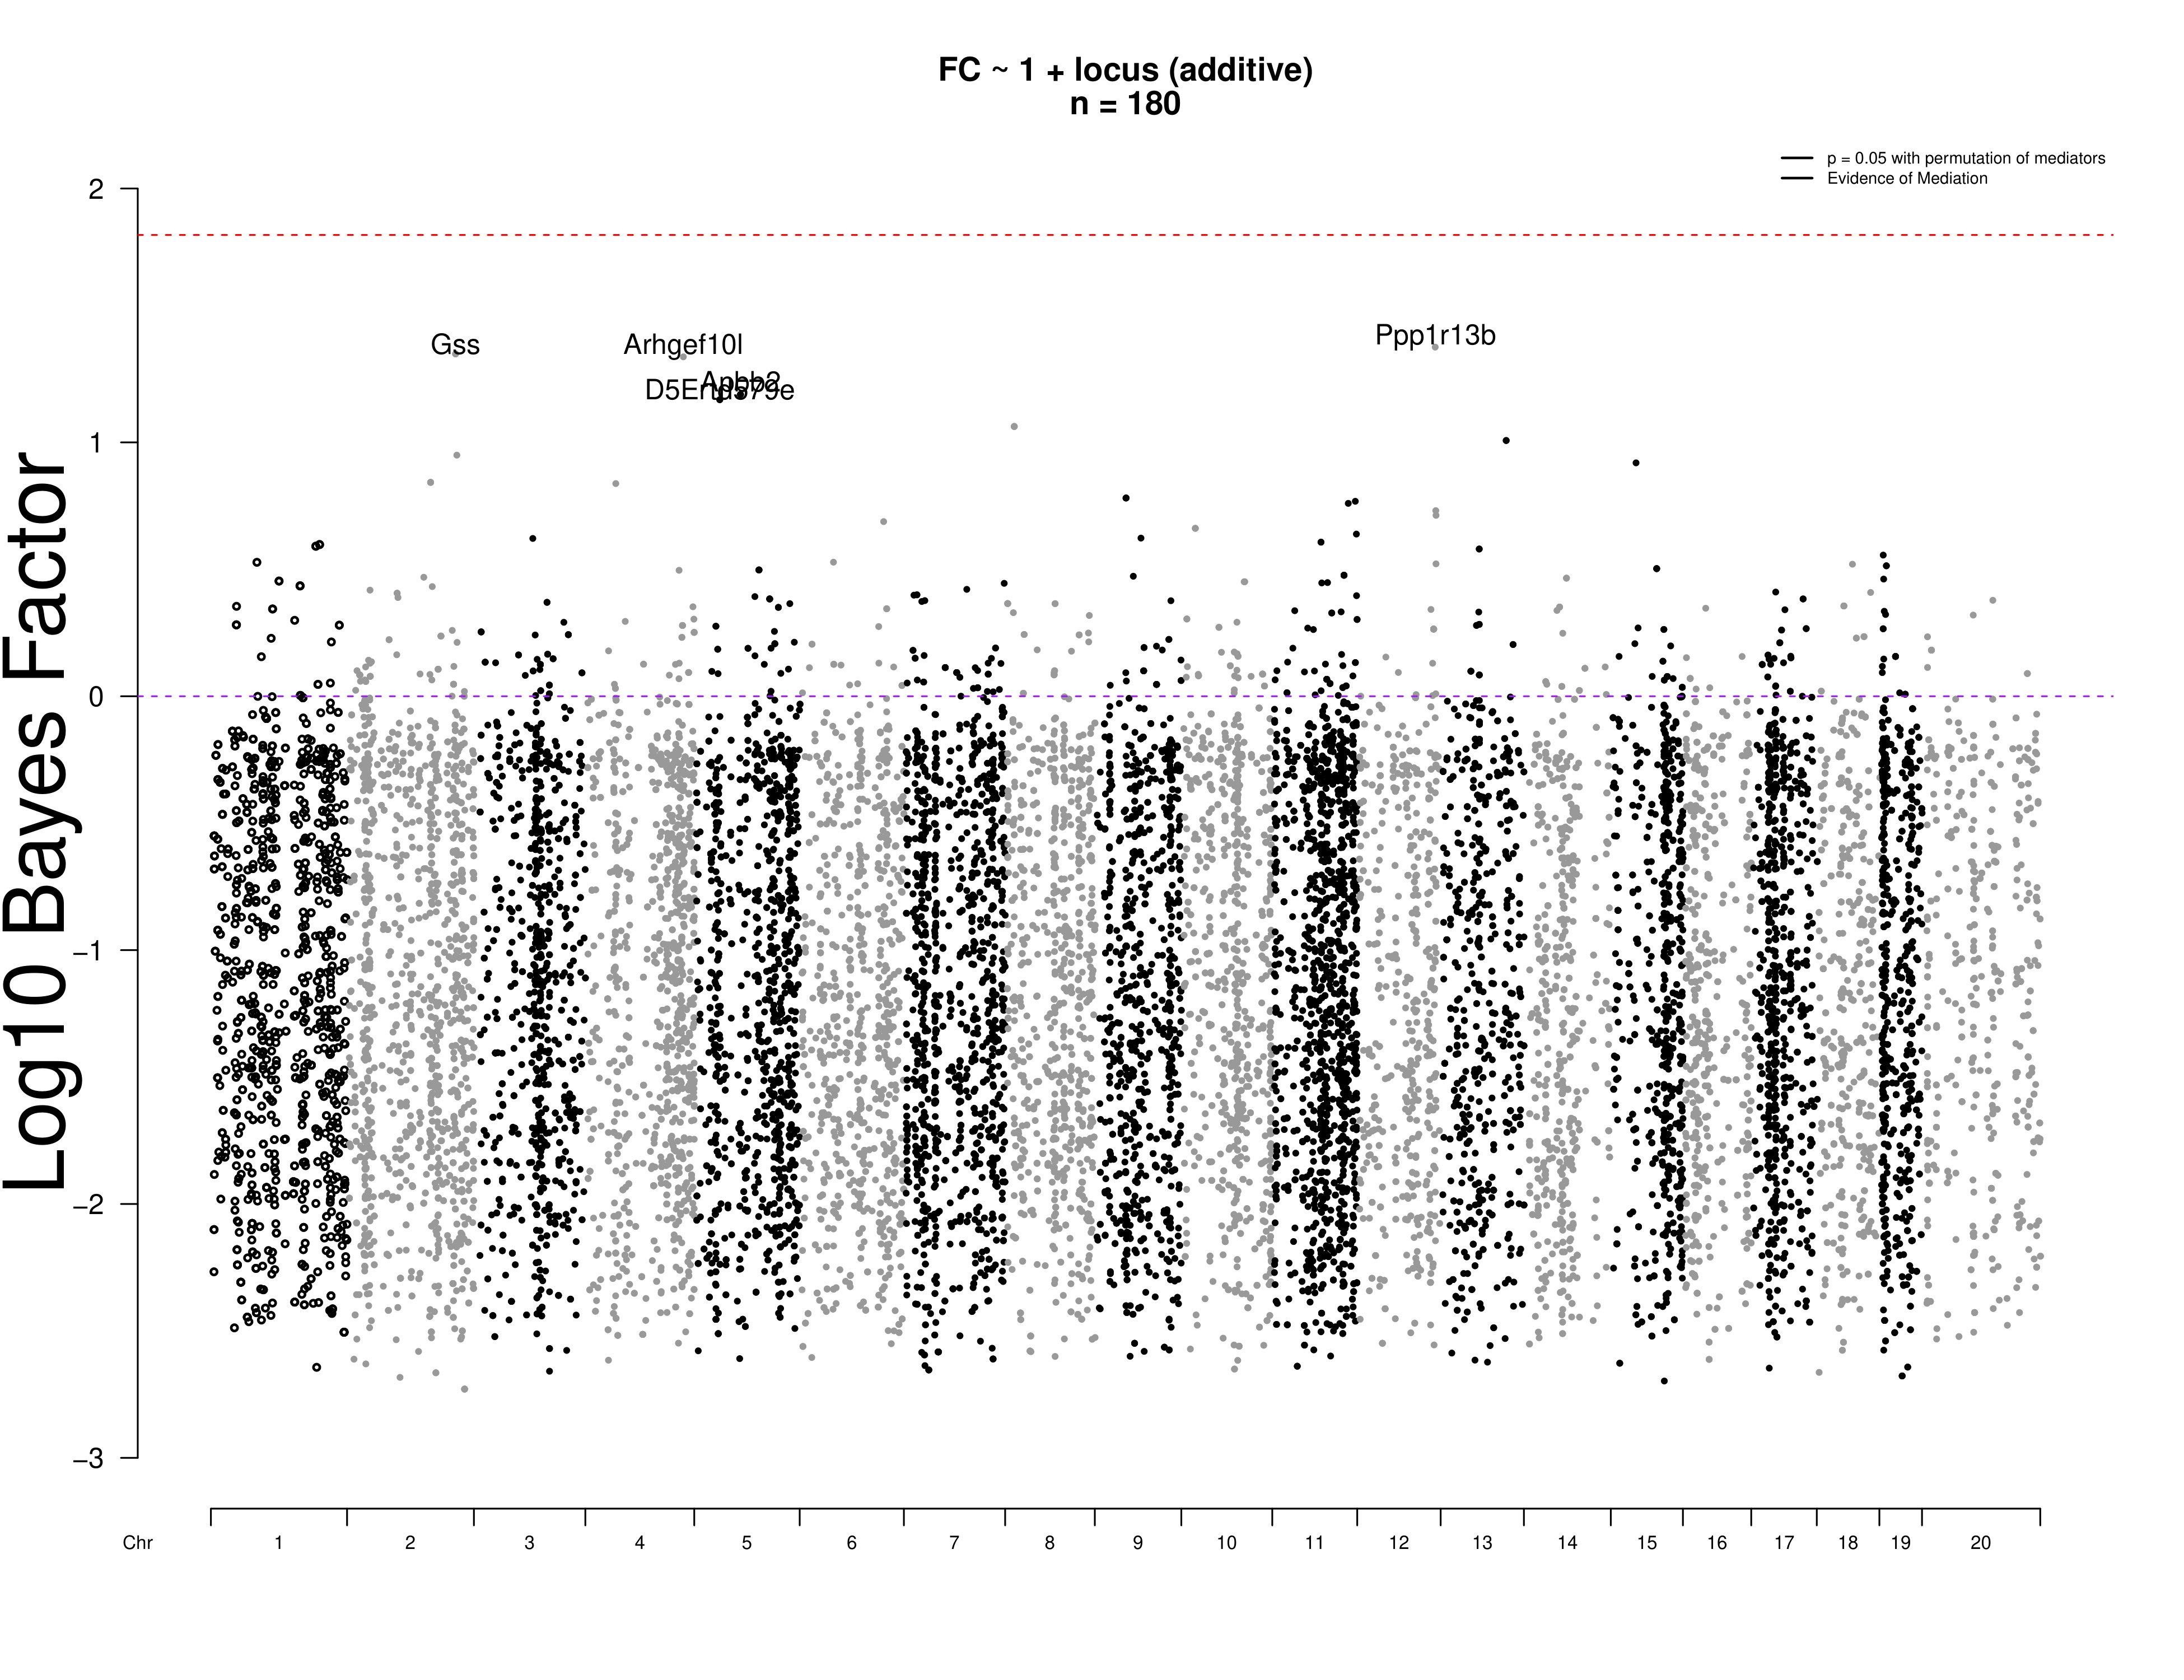 FC ~ 1 + locus (additive)
n = 180
p = 0.05 with permutation of mediators
Evidence of Mediation
Log10 Bayes Factor
2
1
0
−1
−2
−3
Gss
Arhgef10l
Ppp1r13b
Apbb2
D5Ertd579e
Chr 1 2 3 4 5 6 7 8 9 10 11 12 13 14 15 16 17 18 19 20